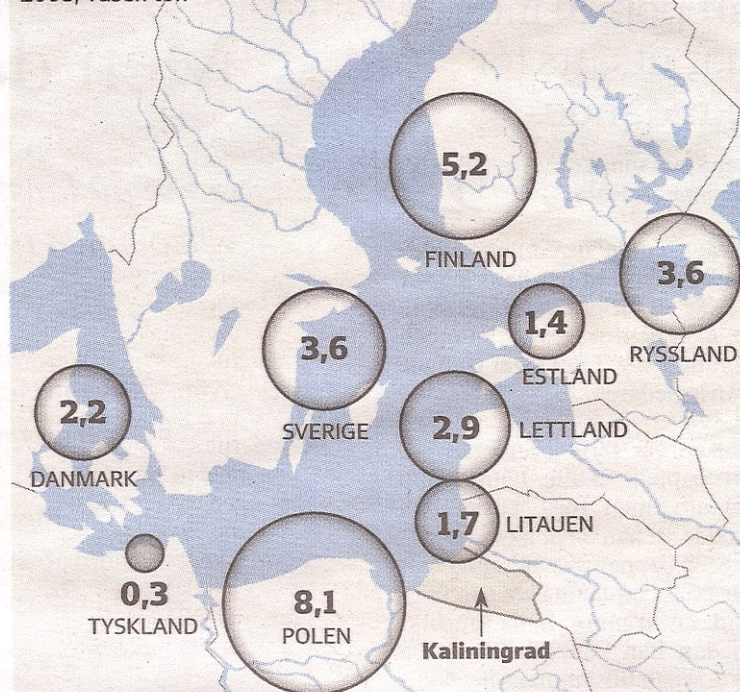 5,2
FINLAND
3,6
RYSSLAND
1,4
ESTLAND
3,6
SVERIGE
2,2
DANMARK
2,9
LETTLAND
1,7
LITAUEN
0,3
TYSKLAND
8,1
POLEN
Kaliningrad